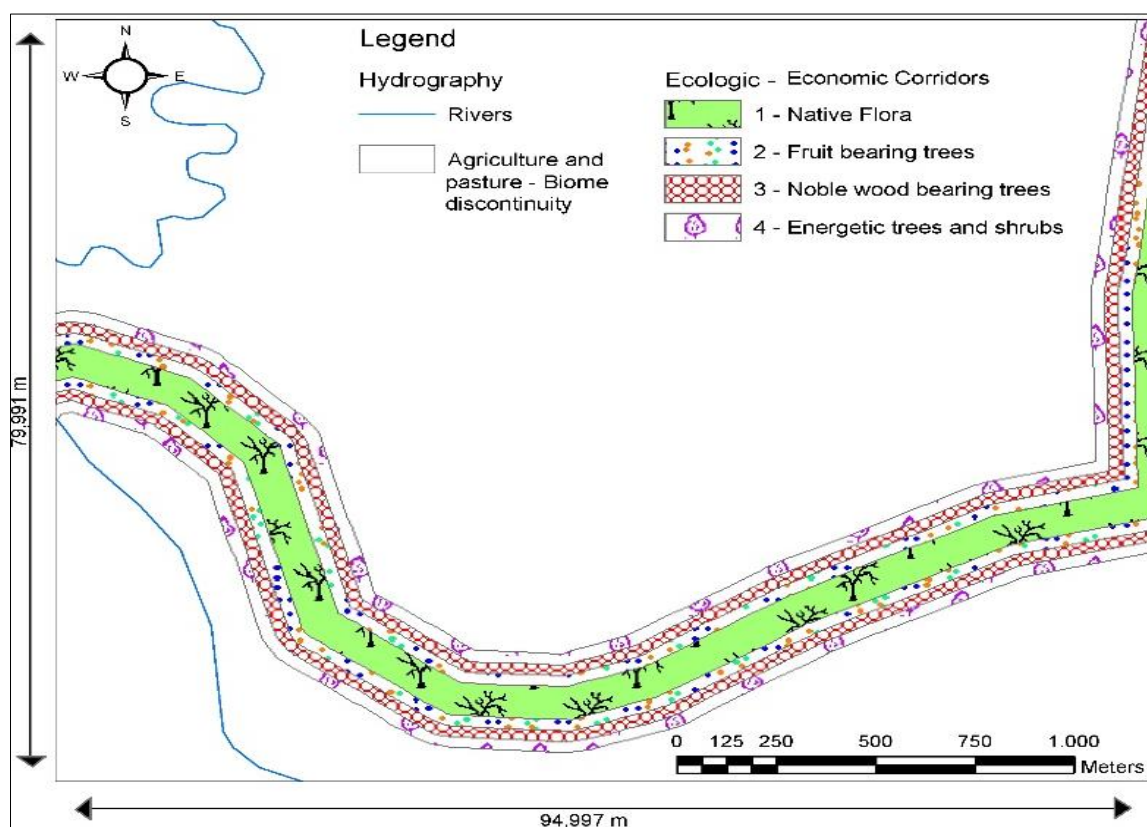 N
W E
S
Legend
Hydrography
Rivers
Agriculture and
pasture - Biome
discontinuity
Ecologic - Economic Corridors
1 - Native Flora
2 - Fruit bearing trees
3 - Noble wood bearing trees
4 - Energetic trees and shrubs
79,991 m
0 125 250 500 750 1.000
Meters
94,997 m